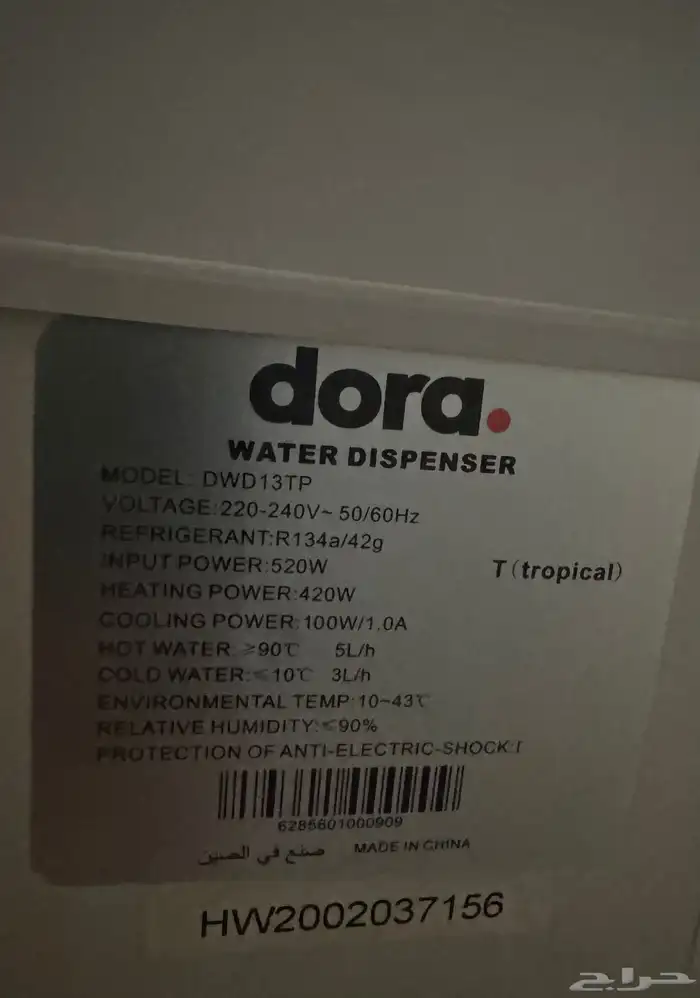 dora.
WATER DISPENSER
MODEL: DWD13TP
VOLTAGE:220-240V~ 50/60Hz
REFRIGERANT:R134a/42g
INPUT POWER:520W
T(tropical)
HEATING POWER:420W
COOLING POWER:100W/1.0A
HOT WATER: ≥90℃ 5L/h
COLD WATER:≤10℃ 3L/h
ENVIRONMENTAL TEMP:10~43℃
RELATIVE HUMIDITY:≤90%
PROTECTION OF ANTI-ELECTRIC-SHOCK:I
6285601000909
صنع في الصين MADE IN CHINA
HW2002037156
حراج